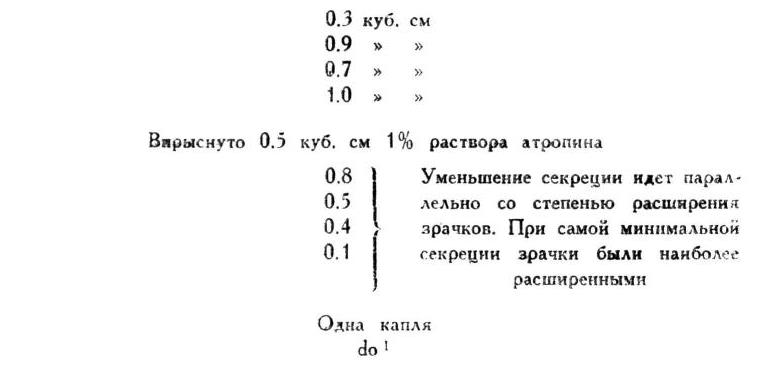 0.3 куб. см
0.9 » »
0.7 » »
1.0 » »
Впрыснуто 0.5 куб. см 1% раствора атропина
0.8 Уменьшение секреции идет парал-
0.5 лельно со степенью расширения
0.4 зрачков. При самой минимальной
0.1 секреции зрачки были наиболее
расширенными
Одна капля
do ¹